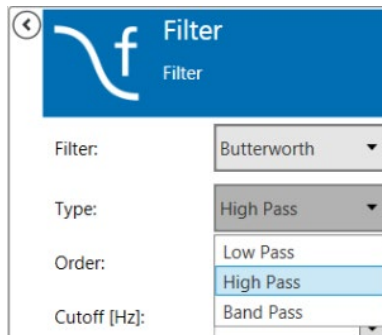 f
Filter
Filter
Filter: Butterworth
Type: High Pass
Order: Low Pass
High Pass
Cutoff [Hz]: Band Pass